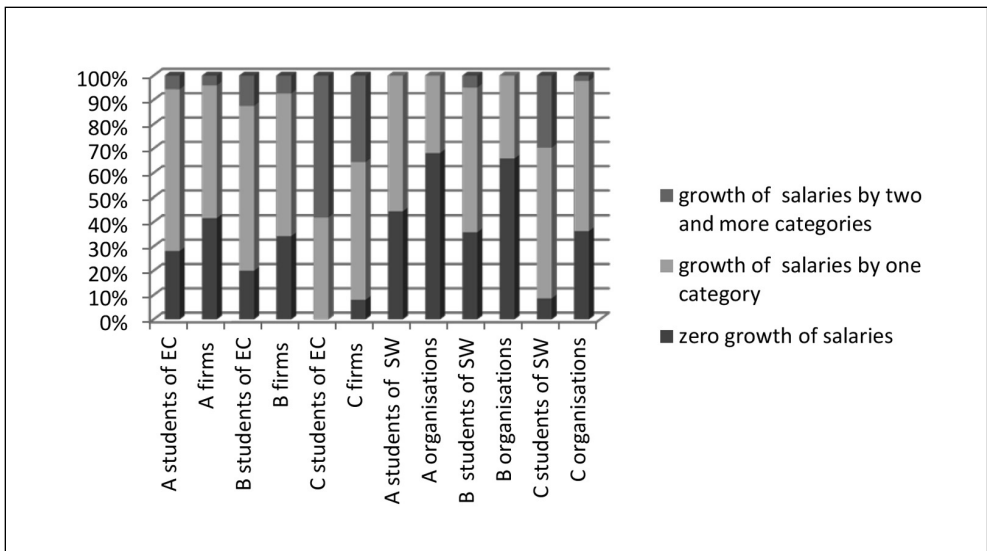 100%
90%
80%
70%
60%
50%
40%
30%
20%
10%
0%
A students of EC
A firms
B students of EC
B firms
C students of EC
C firms
A students of  SW
A organisations
B  students of SW
B organisations
C students of SW
C organisations
growth of  salaries by two
and more categories
growth of  salaries by one
category
zero growth of salaries